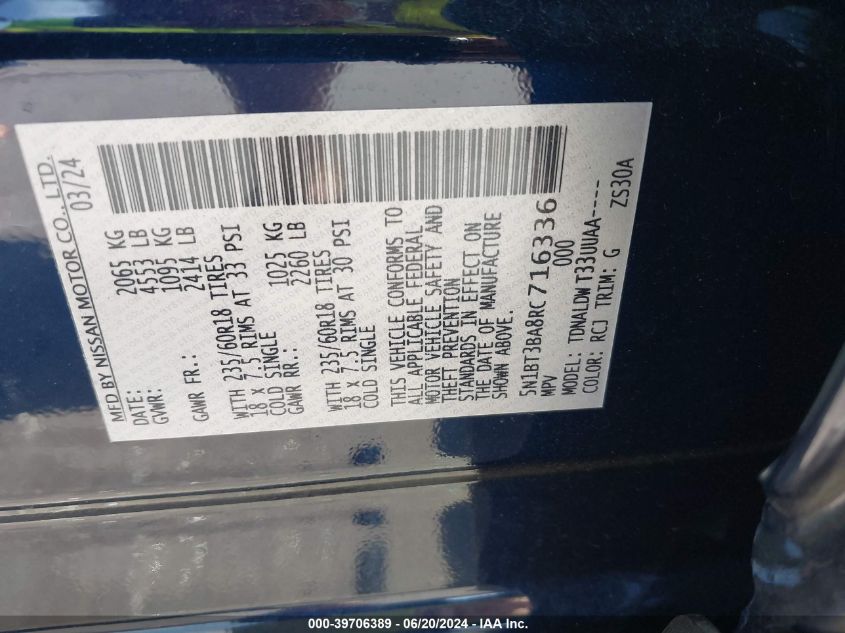 MFD BY NISSAN MOTOR CO., LTD.
DATE: 03/24
GVWR: 2065 KG
4553 LB
GAWR FR.: 1095 KG
2414 LB
WITH 235/60R18 TIRES
18 X 7.5 RIMS AT 33 PSI
COLD SINGLE
GAWR RR.: 1025 KG
2260 LB
WITH 235/60R18 TIRES
18 X 7.5 RIMS AT 30 PSI
COLD SINGLE
THIS VEHICLE CONFORMS TO
ALL APPLICABLE FEDERAL
MOTOR VEHICLE SAFETY AND
THEFT PREVENTION
STANDARDS IN EFFECT ON
THE DATE OF MANUFACTURE
SHOWN ABOVE.
5N1BT3BA8RC716336
MPV 000
MODEL: TDNALDW T33UUAA----
COLOR: RCJ TRIM: G ZS30A
000-39706389 - 06/20/2024 - IAA Inc.